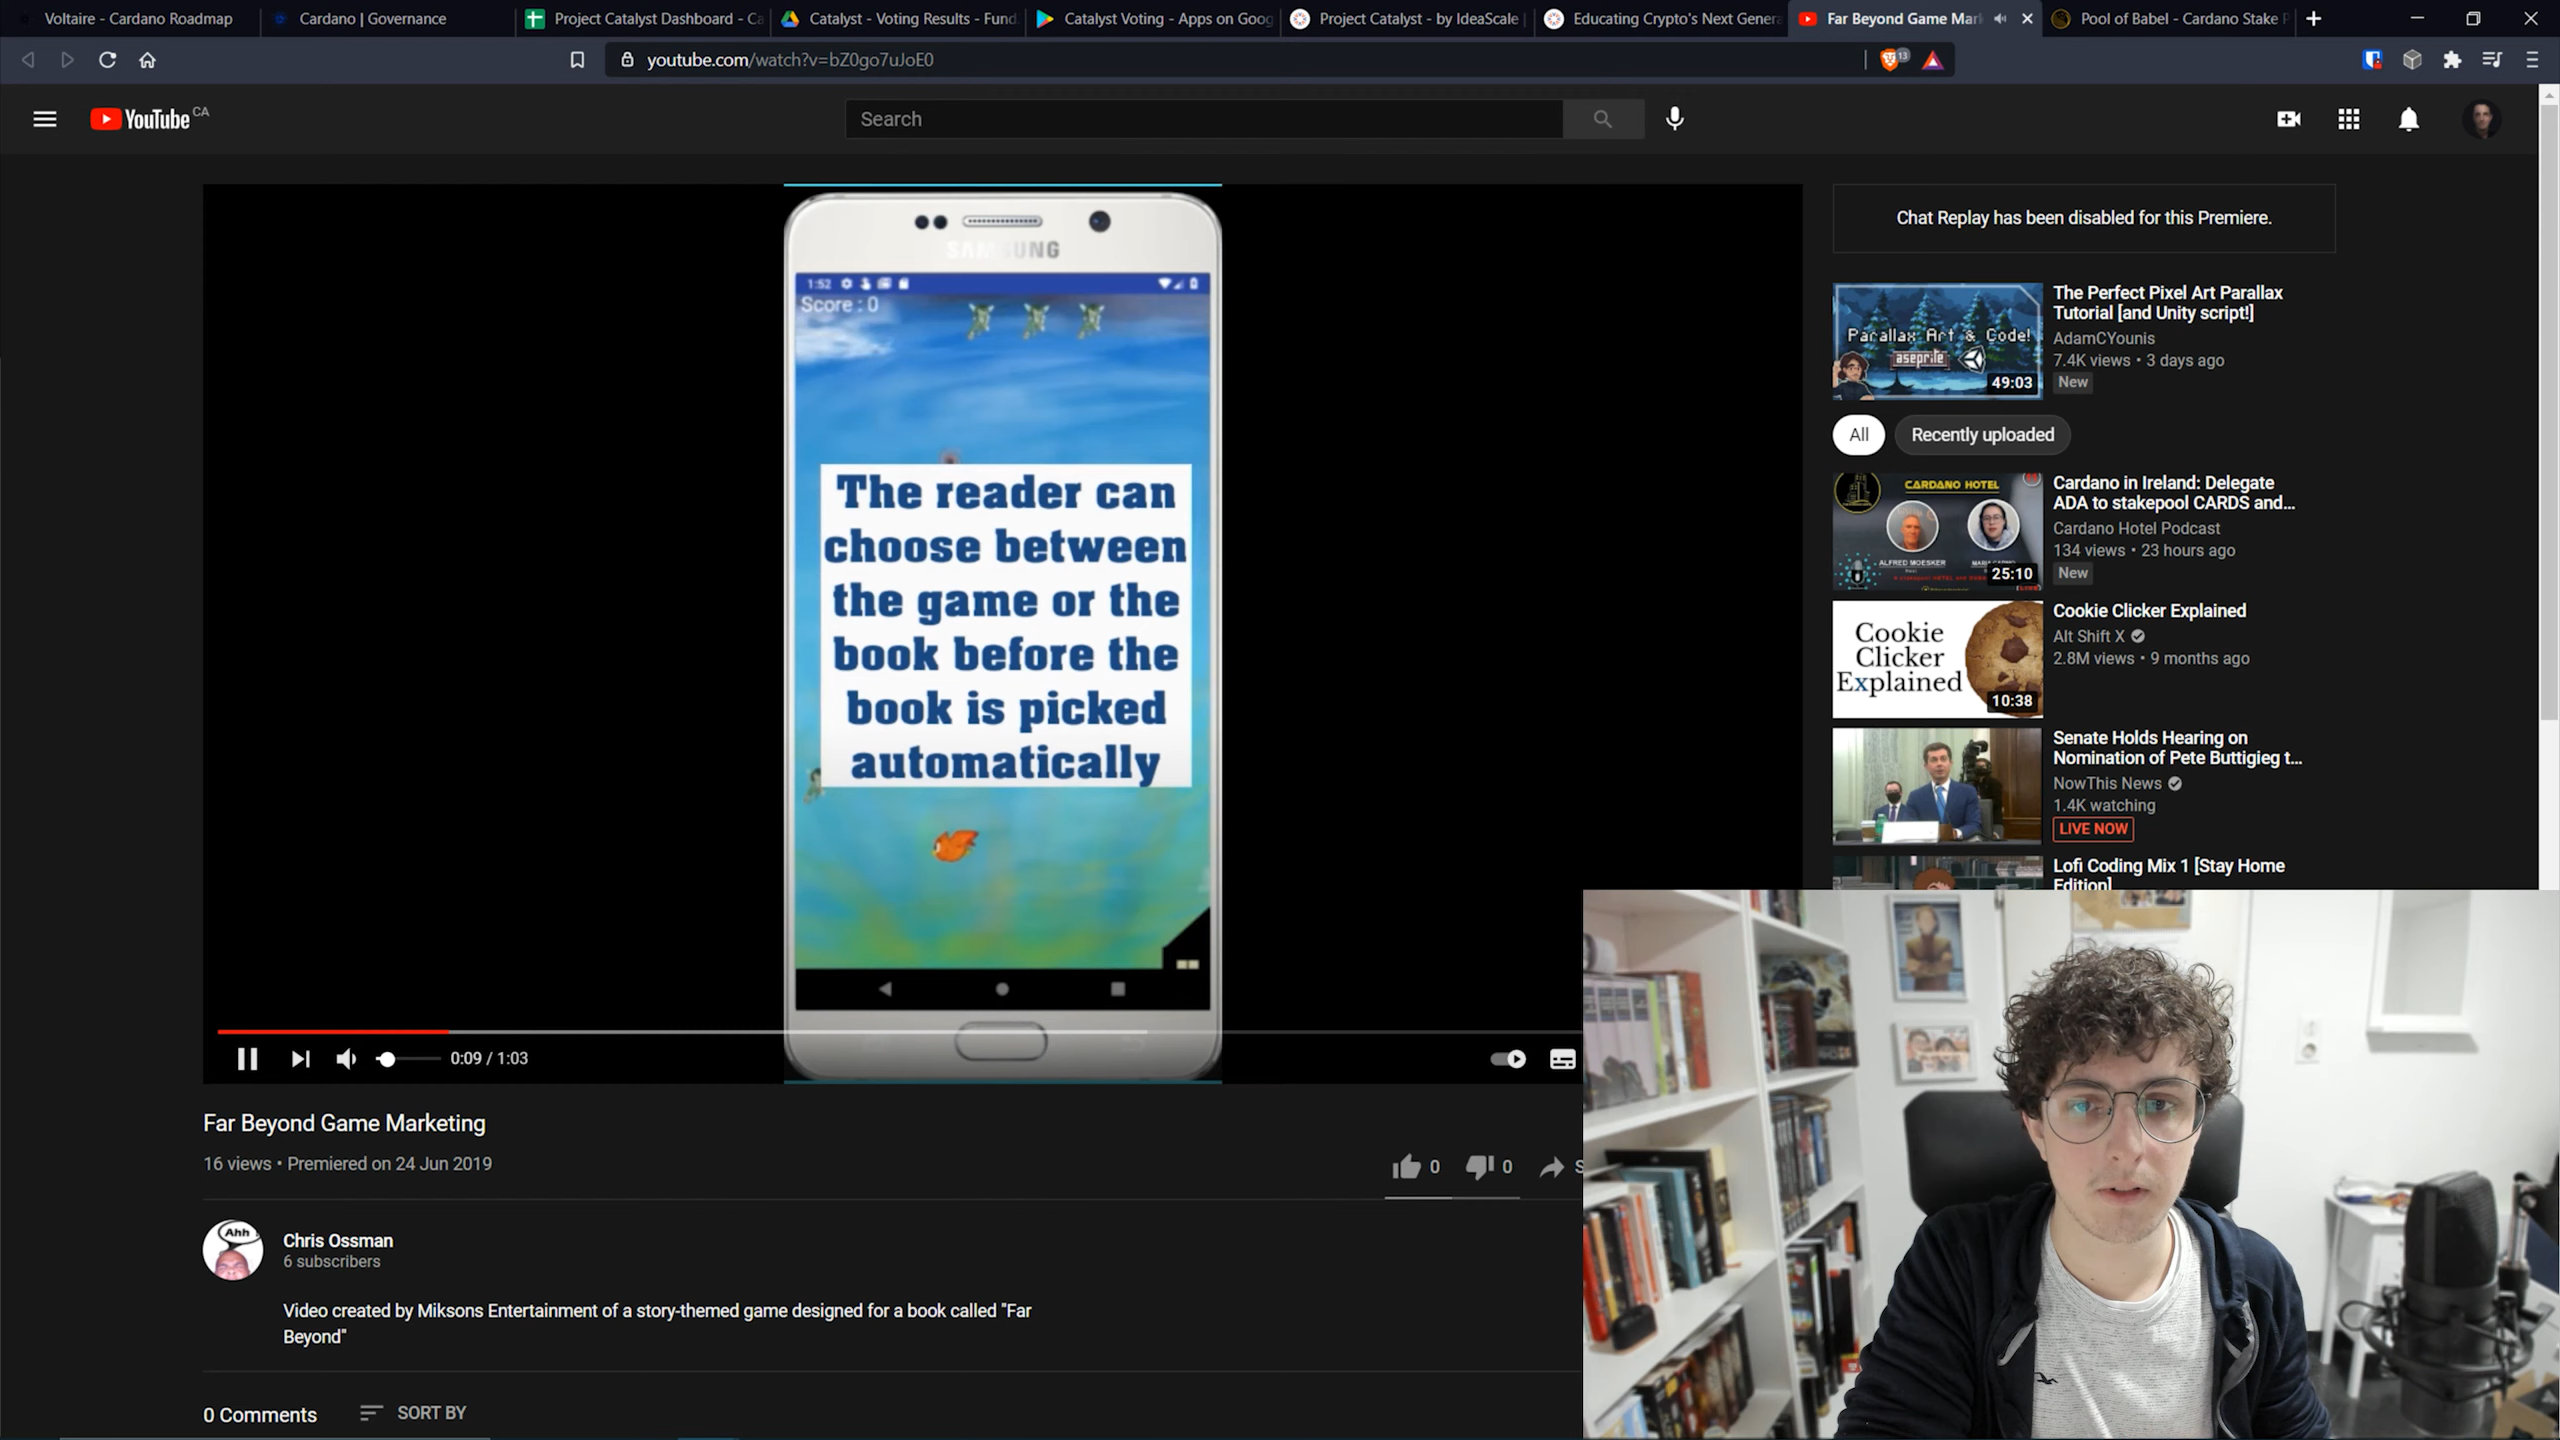 Voltaire - Cardano Roadmap
Cardano | Governance
Project Catalyst Dashboard - Ca
Catalyst - Voting Results - Fund
Catalyst Voting - Apps on Goog
Project Catalyst - by IdeaScale |
Educating Crypto's Next Genera
Far Beyond Game Mar
Pool of Babel - Cardano Stake P
youtube.com/watch?v=bZ0go7uJoE0
13
YouTube CA
Search
SAMSUNG
1:52
Score : 0
The reader can
choose between
the game or the
book before the
book is picked
automatically
0:09 / 1:03
Far Beyond Game Marketing
16 views • Premiered on 24 Jun 2019
0
0
S
Ahh
Chris Ossman
6 subscribers
Video created by Miksons Entertainment of a story-themed game designed for a book called "Far
Beyond"
0 Comments
SORT BY
Chat Replay has been disabled for this Premiere.
Parallax Art & Code!
aseprite
49:03
The Perfect Pixel Art Parallax
Tutorial [and Unity script!]
AdamCYounis
7.4K views • 3 days ago
New
All
Recently uploaded
CARDANO HOTEL
ALFRED MOESKER
25:10
Cardano in Ireland: Delegate
ADA to stakepool CARDS and...
Cardano Hotel Podcast
134 views • 23 hours ago
New
Cookie
Clicker
Explained
10:38
Cookie Clicker Explained
Alt Shift X
2.8M views • 9 months ago
Senate Holds Hearing on
Nomination of Pete Buttigieg t...
NowThis News
1.4K watching
LIVE NOW
Lofi Coding Mix 1 [Stay Home
Edition]